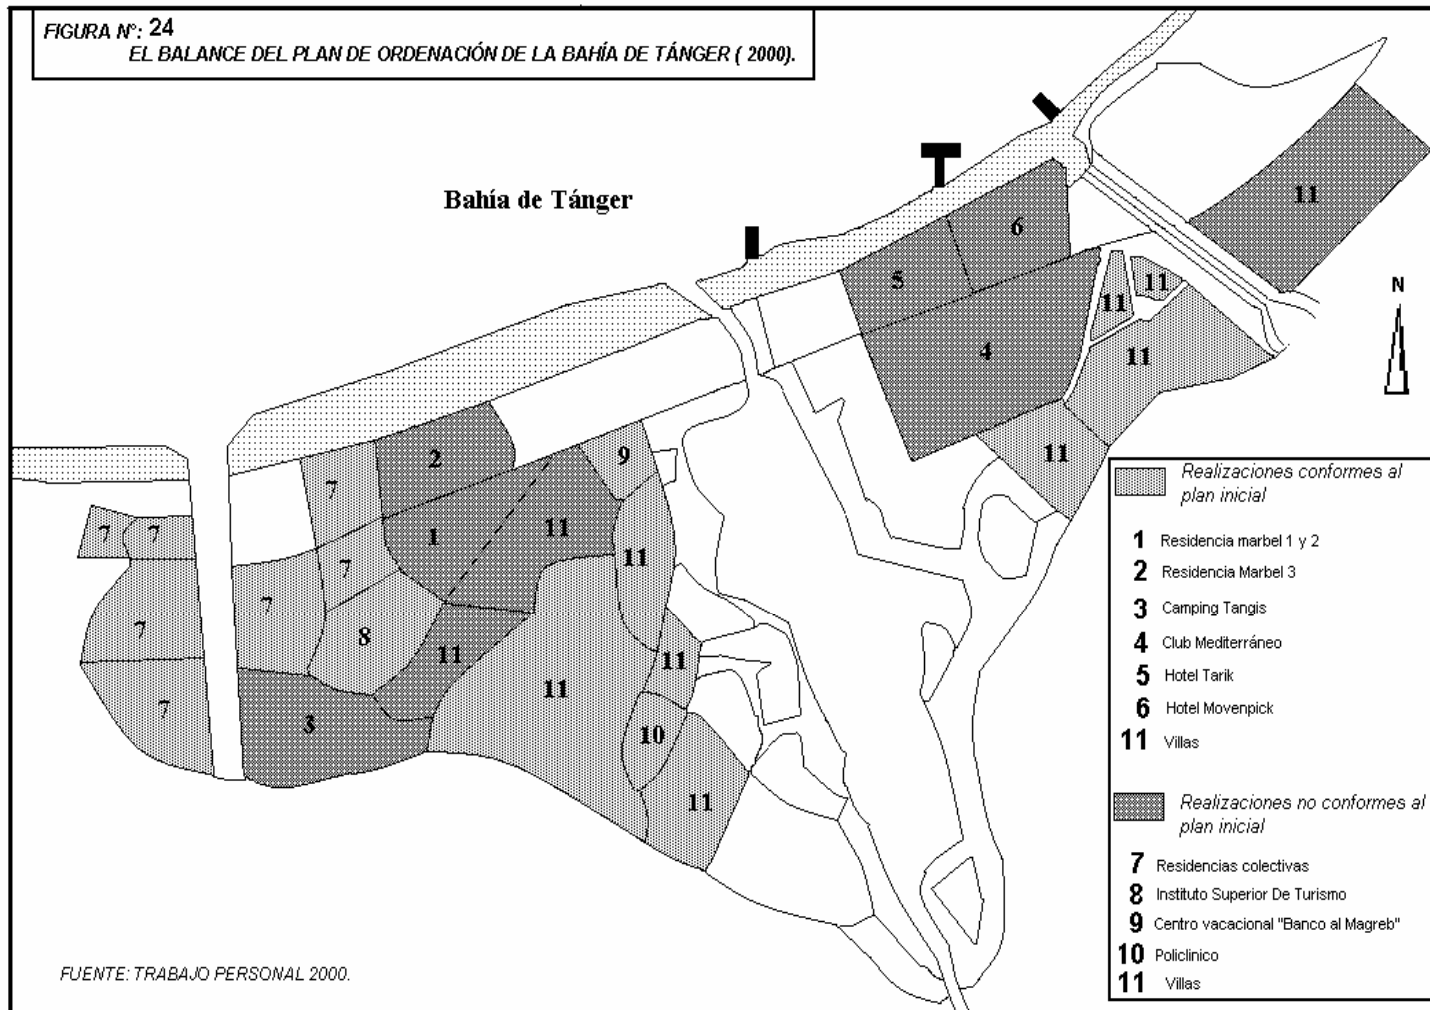 FIGURA Nº: 24
EL BALANCE DEL PLAN DE ORDENACIÓN DE LA BAHÍA DE TÁNGER ( 2000).
Bahía de Tánger
11
6
5
11
11
4
11
N
11
9
2
7
1
11
7
7
11
7
7
7
8
11
11
11
7
3
10
11
Realizaciones conformes al
plan inicial
1 Residencia marbel 1 y 2
2 Residencia Marbel 3
3 Camping Tangis
4 Club Mediterráneo
5 Hotel Tarik
6 Hotel Movenpick
11 Villas
Realizaciones no conformes al
plan inicial
7 Residencias colectivas
8 Instituto Superior De Turismo
9 Centro vacacional "Banco al Magreb"
10 Policlinico
11 Villas
FUENTE: TRABAJO PERSONAL 2000.